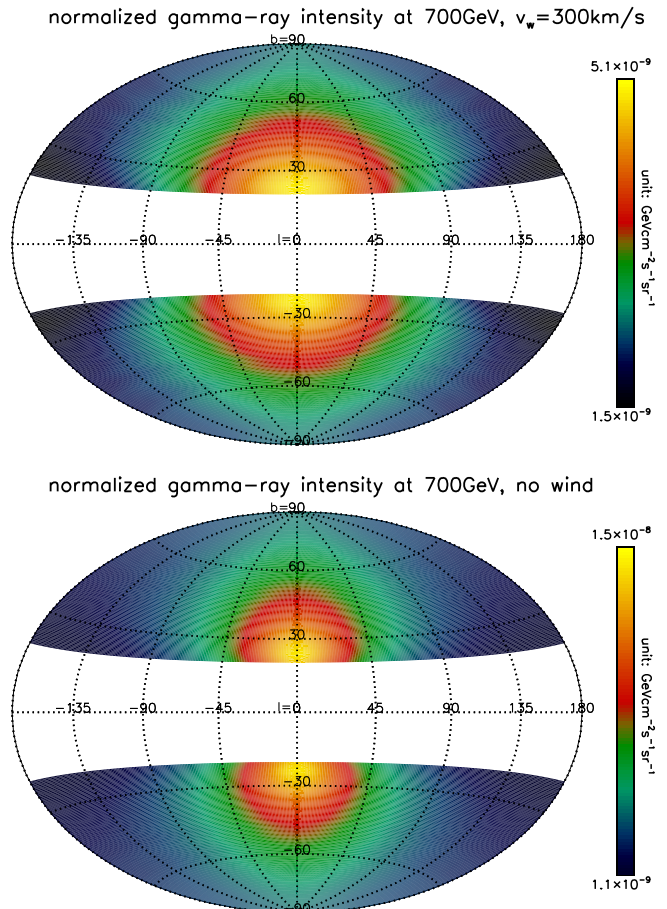 normalized gamma-ray intensity at 700GeV, v_w=300km/s
b=90
5.1×10⁻⁹
60
30
-135 -90 -45 l=0 45 90 135 180
unit: GeVcm⁻²s⁻¹sr⁻¹
-30
-60
1.5×10⁻⁹
-90
normalized gamma-ray intensity at 700GeV, no wind
b=90
1.5×10⁻⁸
60
30
-135 -90 -45 l=0 45 90 135 180
unit: GeVcm⁻²s⁻¹sr⁻¹
-30
-60
1.1×10⁻⁹
-90